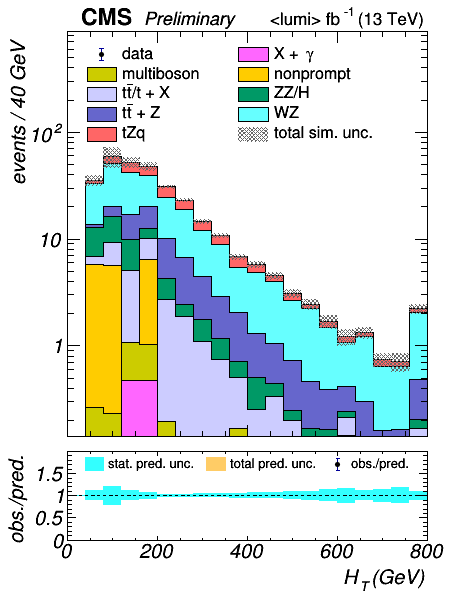 CMS Preliminary <lumi> fb⁻¹ (13 TeV)
events / 40 GeV
data
X + γ
multiboson
nonprompt
tt̄/t + X
ZZ/H
tt̄ + Z
WZ
tZq
total sim. unc.
10²
10
1
obs./pred.
stat. pred. unc.
total pred. unc.
obs./pred.
1.5
1
0.5
0
0 200 400 600 800
H_T (GeV)